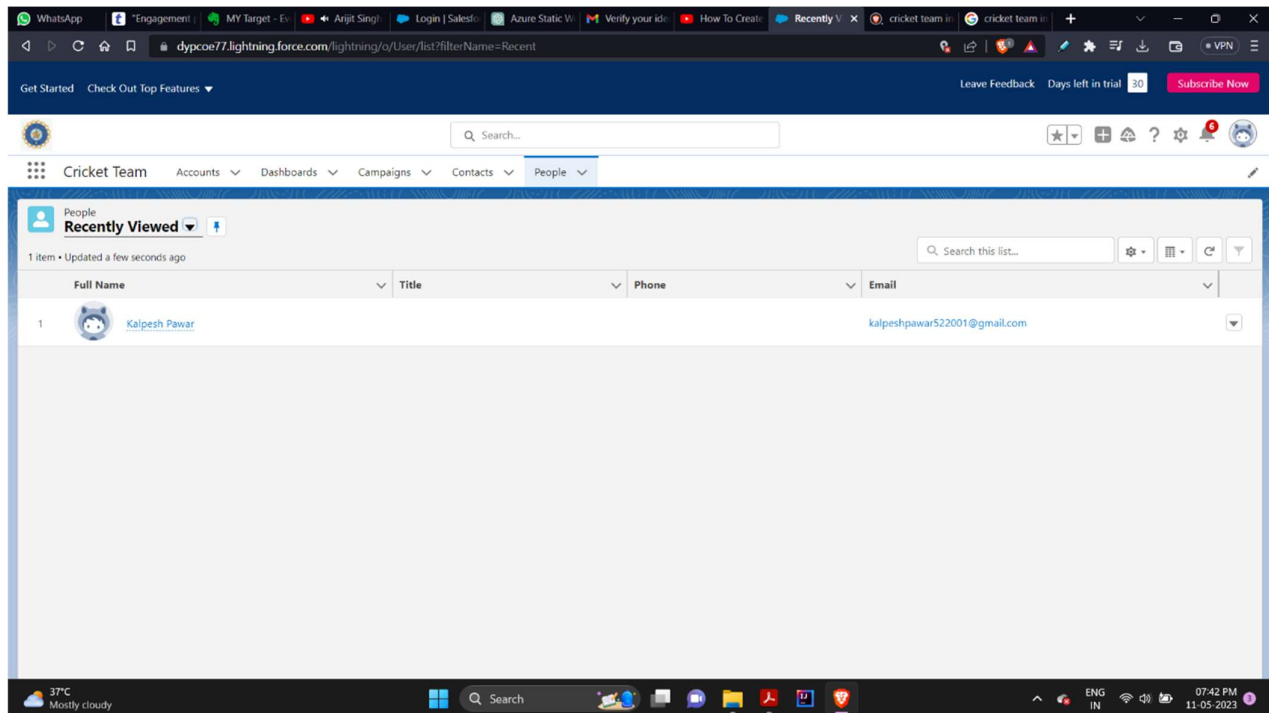 WhatsApp "Engagement MY Target - Ev Arijit Singh Login | Salesfo Azure Static W Verify your ide How To Create Recently V cricket team in cricket team in
dypcoe77.lightning.force.com/lightning/o/User/list?filterName=Recent VPN
Get Started Check Out Top Features Leave Feedback Days left in trial 30 Subscribe Now
Search... 6
Cricket Team Accounts Dashboards Campaigns Contacts People
People
Recently Viewed
1 item • Updated a few seconds ago Search this list...
Full Name Title Phone Email
1 Kalpesh Pawar kalpeshpawar522001@gmail.com
37°C
Mostly cloudy
Search
ENG
IN
07:42 PM
11-05-2023